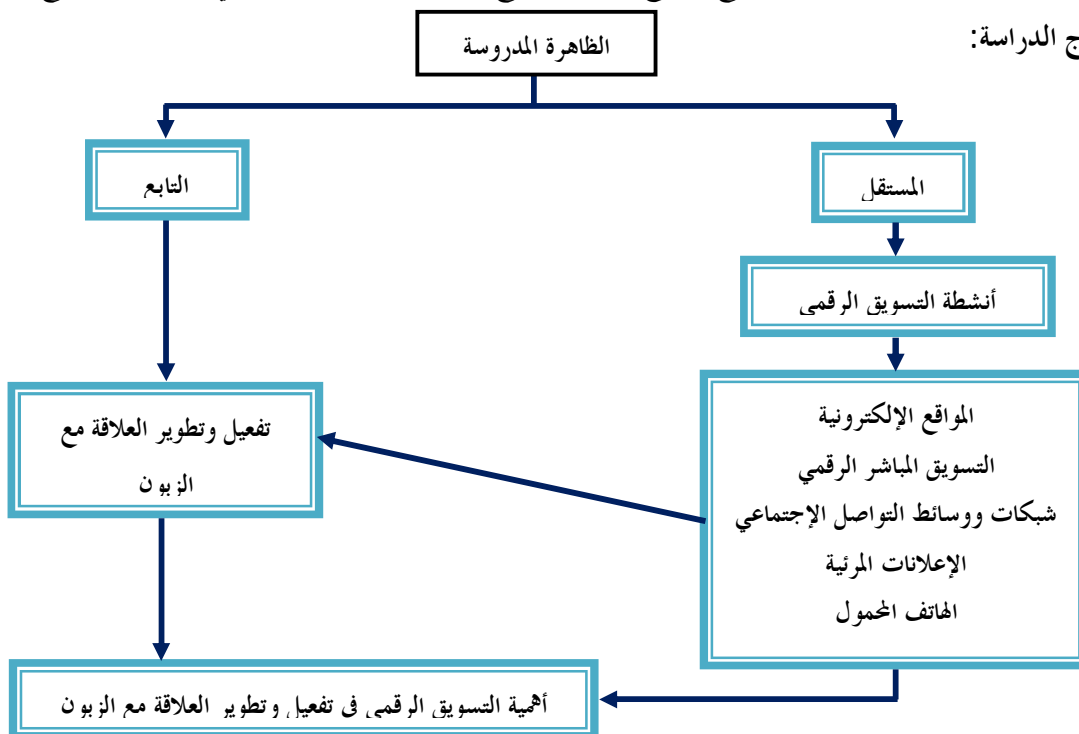 ج الدراسة:
الظاهرة المدروسة
المستقل
التابع
أنشطة التسويق الرقمي
المواقع الإلكترونية
التسويق المباشر الرقمي
شبكات ووسائط التواصل الإجتماعي
الإعلانات المرئية
الهاتف المحمول
تفعيل وتطوير العلاقة مع
الزبون
أهمية التسويق الرقمي في تفعيل وتطوير العلاقة مع الزبون